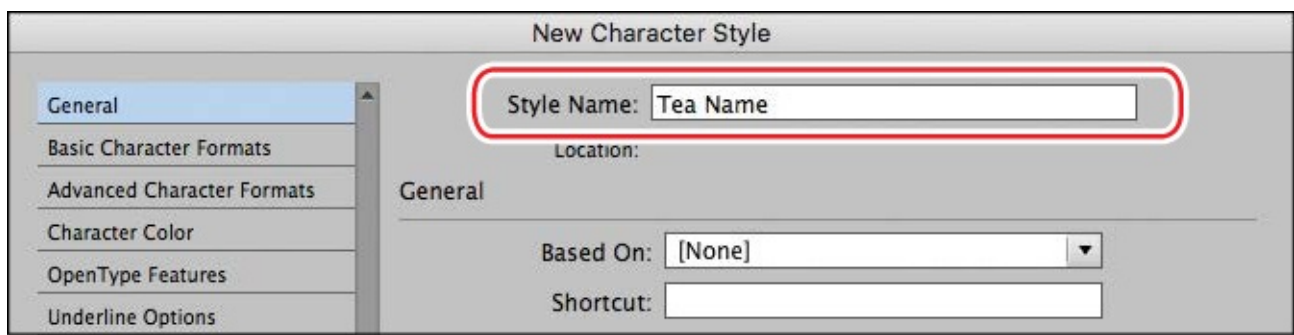 New Character Style
General
Basic Character Formats
Advanced Character Formats
Character Color
OpenType Features
Underline Options
Style Name: Tea Name
Location:
General
Based On: [None]
Shortcut: